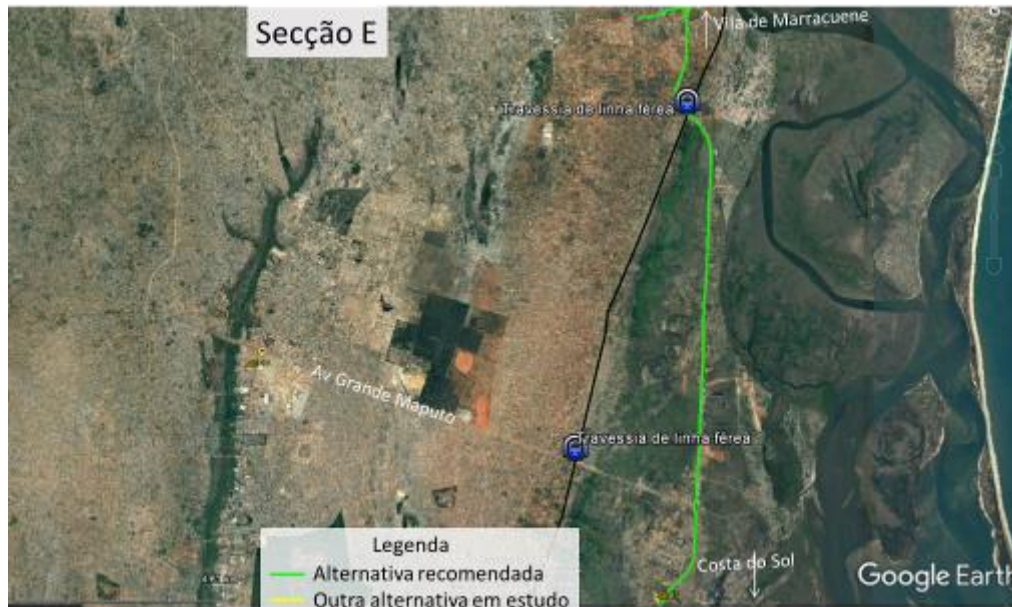 Secção E
Vila de Marracuene
Travessia de linha férea
Av Grande Maputo
Travessia de linha férea
Costa do Sol
Google Earth
Legenda
Alternativa recomendada
Outra alternativa em estudo